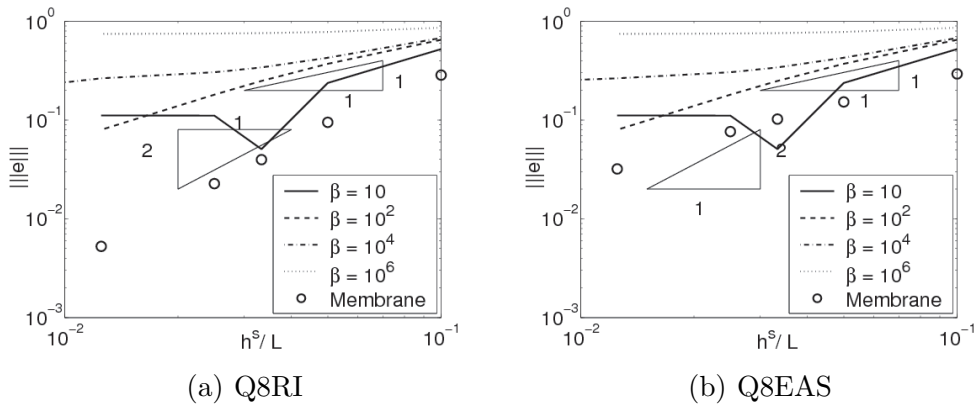 10^0
10^-1
10^-2
10^-3
|||e|||
10^-2
10^-1
h^s/ L
1
1
1
2
β = 10
β = 10^2
β = 10^4
β = 10^6
Membrane
(a) Q8RI
10^0
10^-1
10^-2
10^-3
|||e|||
10^-2
10^-1
h^s/ L
1
1
2
1
β = 10
β = 10^2
β = 10^4
β = 10^6
Membrane
(b) Q8EAS